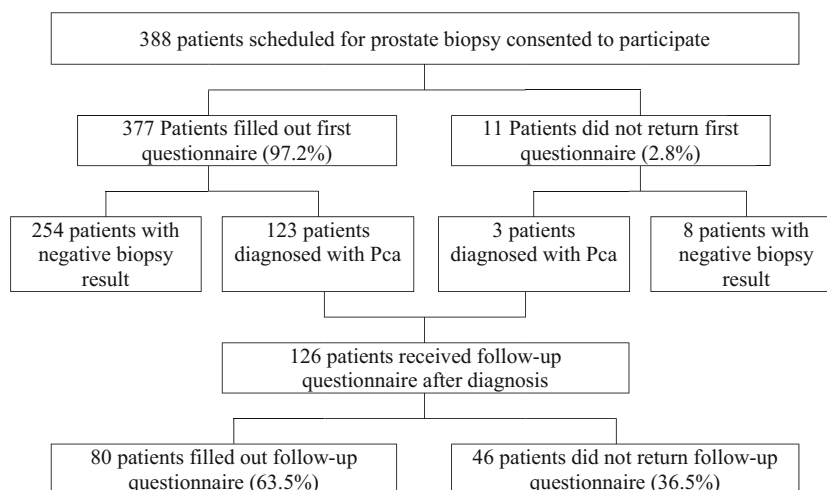 388 patients scheduled for prostate biopsy consented to participate
377 Patients filled out first
questionnaire (97.2%)
11 Patients did not return first
questionnaire (2.8%)
254 patients with
negative biopsy
result
123 patients
diagnosed with Pca
3 patients
diagnosed with Pca
8 patients with
negative biopsy
result
126 patients received follow-up
questionnaire after diagnosis
80 patients filled out follow-up
questionnaire (63.5%)
46 patients did not return follow-up
questionnaire (36.5%)